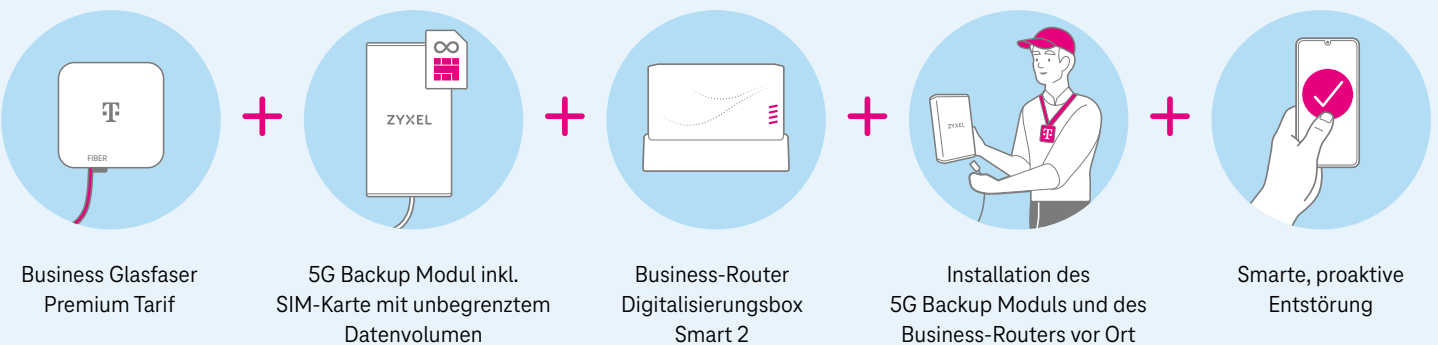 T
FIBER
ZYXEL
ZYXEL
T
Business Glasfaser
Premium Tarif
5G Backup Modul inkl.
SIM-Karte mit unbegrenztem
Datenvolumen
Business-Router
Digitalisierungsbox
Smart 2
Installation des
5G Backup Moduls und des
Business-Routers vor Ort
Smarte, proaktive
Entstörung